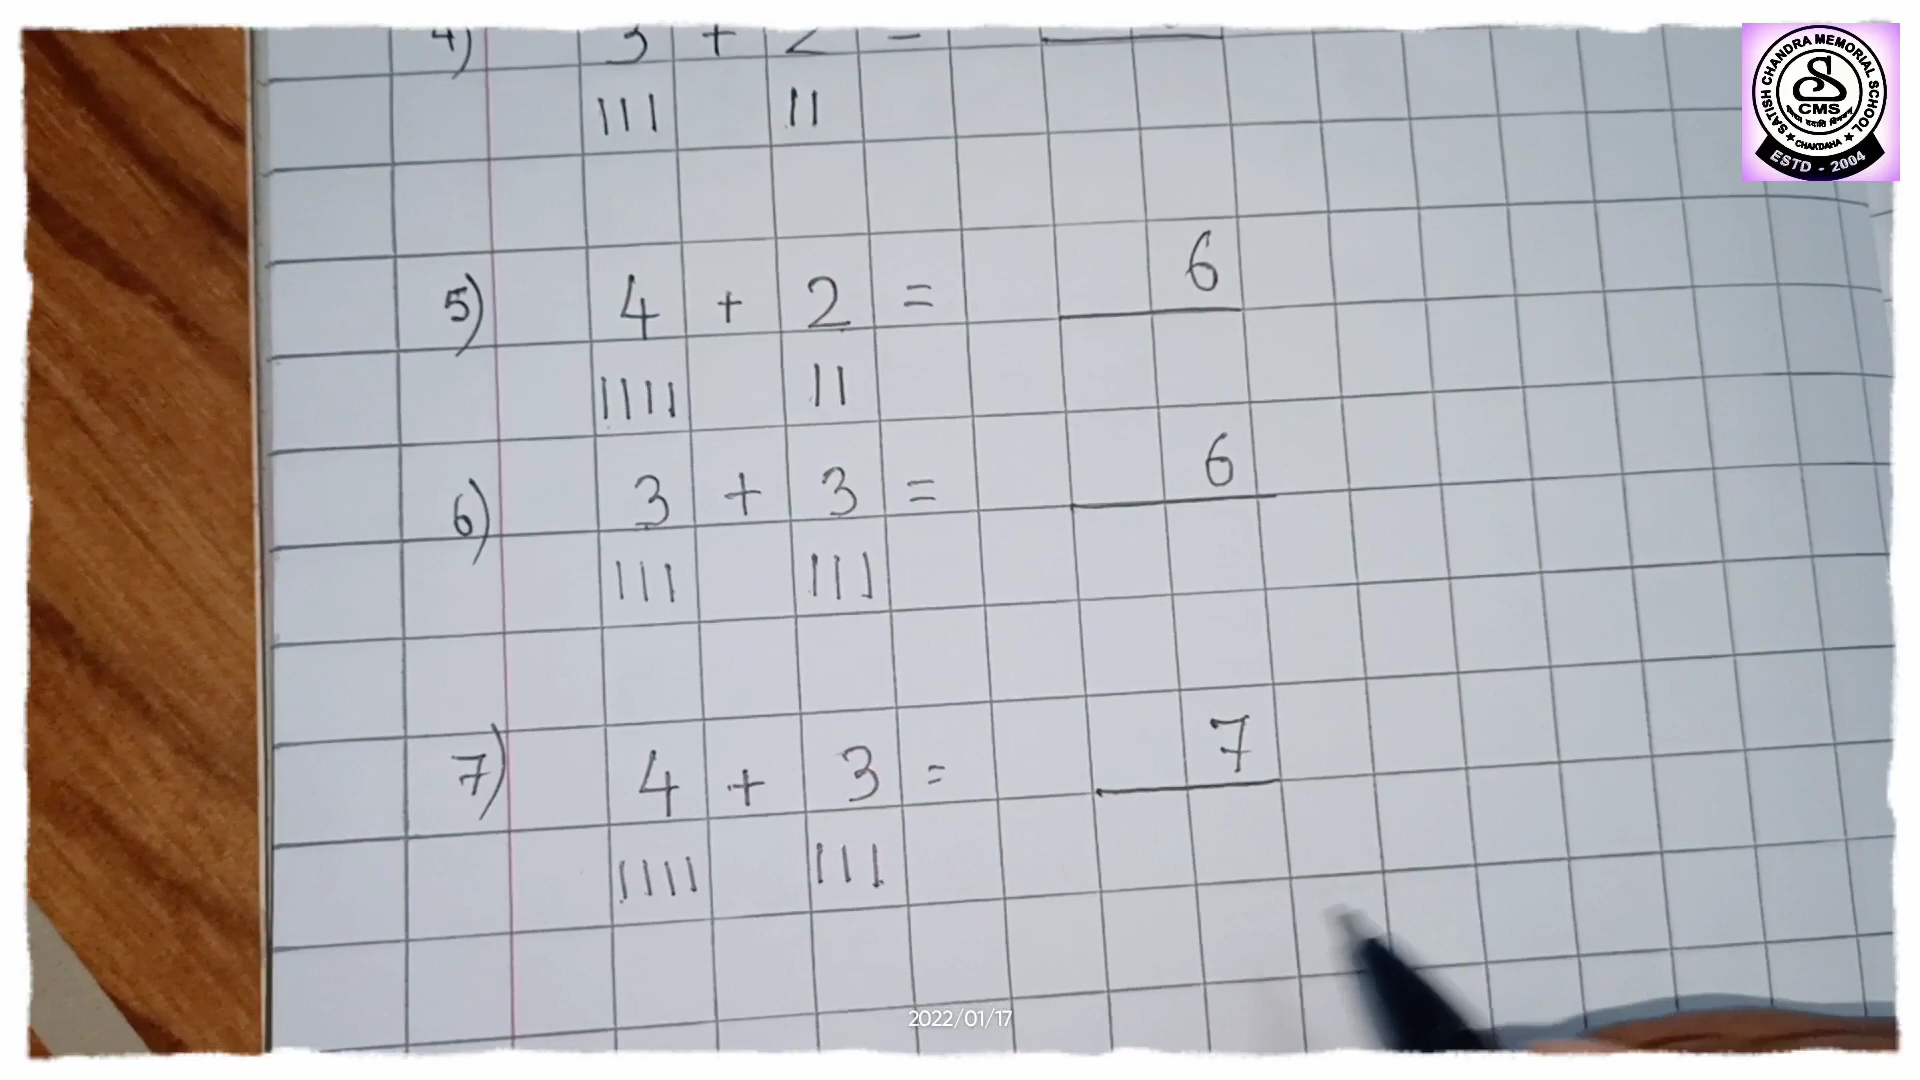 4) 3 + 2 =
||| ||
5) 4 + 2 = 6
|||| ||
6) 3 + 3 = 6
||| |||
7) 4 + 3 = 7
|||| |||
SATISH CHANDRA MEMORIAL SCHOOL
S
CMS
★ CHAKDAHA ★
ESTD - 2004
2022/01/17